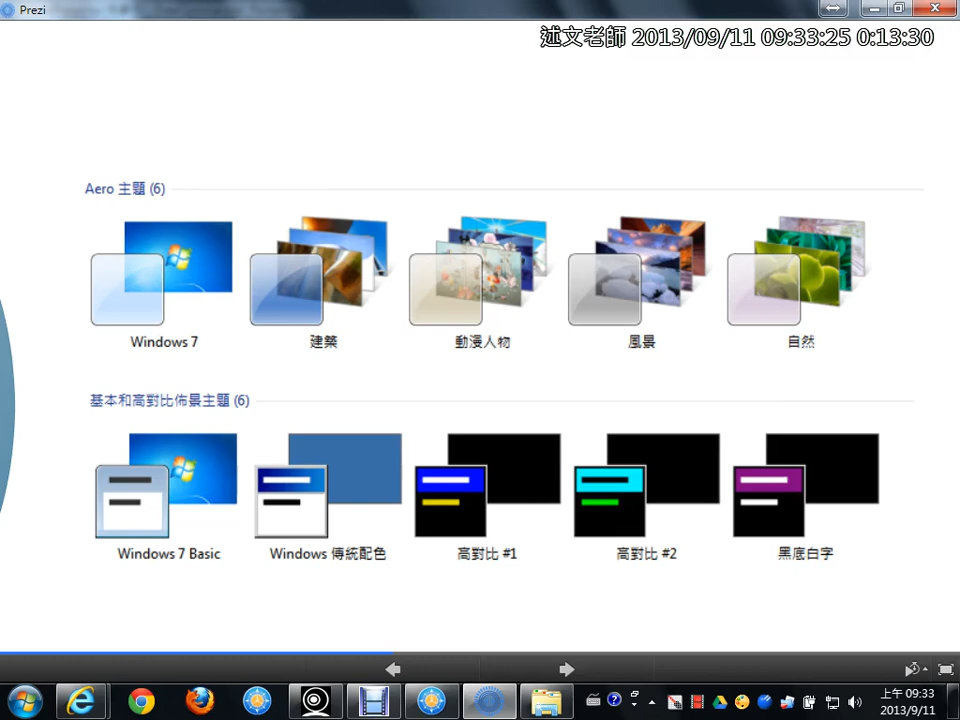 Prezi
述文老師 2013/09/11 09:33:25 0:13:30
Aero 主題 (6)
Windows 7
建築
動漫人物
風景
自然
基本和高對比佈景主題 (6)
Windows 7 Basic
Windows 傳統配色
高對比 #1
高對比 #2
黑底白字
上午 09:33
2013/9/11